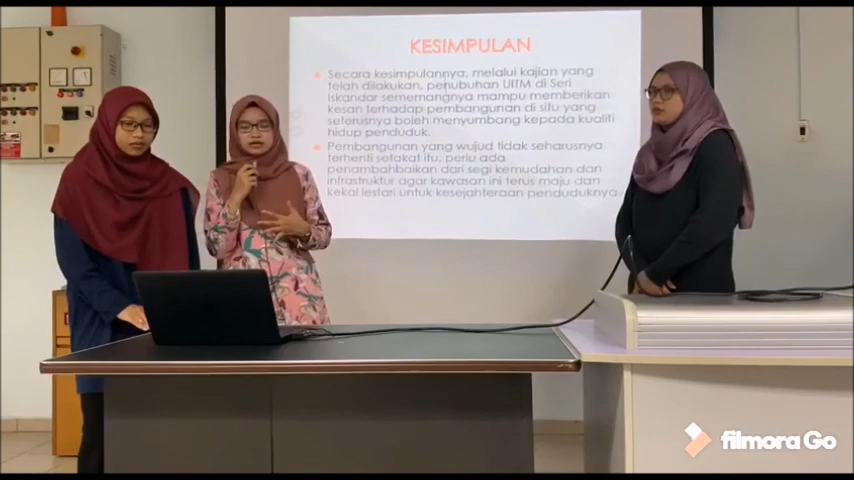 KESIMPULAN
Secara kesimpulannya, melalui kajian yang
telah dilakukan, penubuhan UiTM di Seri
Iskandar sememangnya mampu memberikan
kesan terhadap pembangunan di situ yang
seterusnya boleh menyumbang kepada kualiti
hidup penduduk.
Pembangunan yang wujud tidak seharusnya
terhenti setakat itu, perlu ada
penambahbaikan dari segi kemudahan dan
infrastruktur agar kawasan ini terus maju dan
kekal lestari untuk kesejahteraan penduduknya.
filmora Go